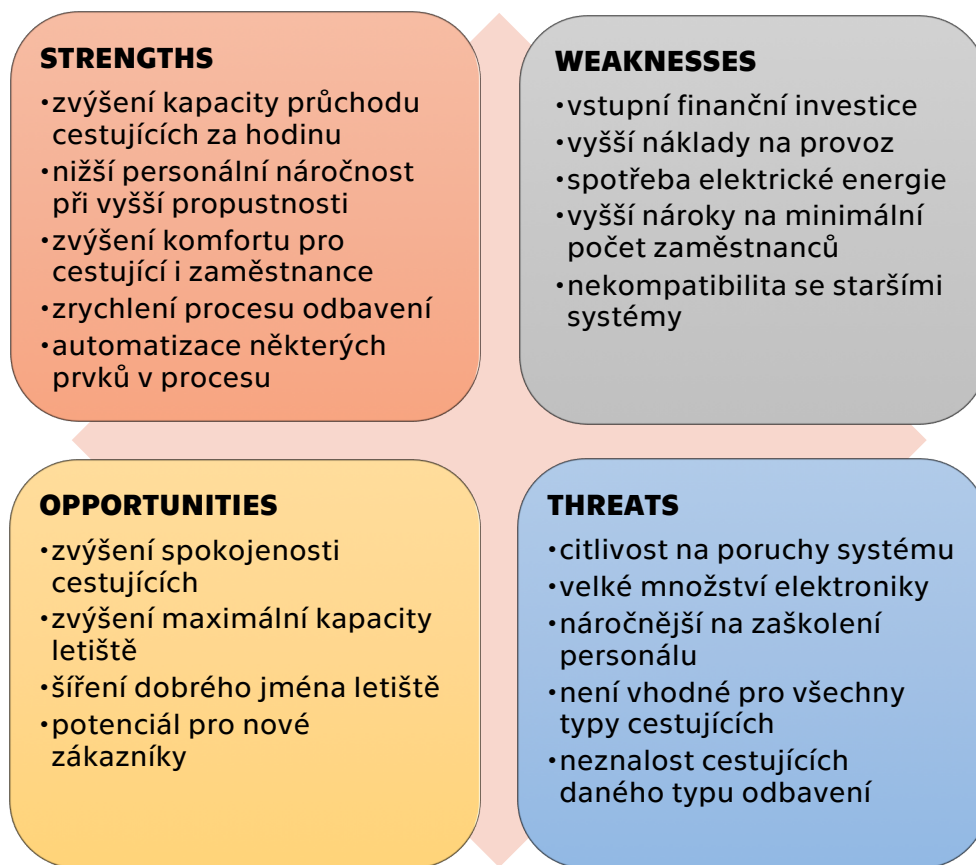 STRENGTHS
•zvýšení kapacity průchodu
cestujících za hodinu
•nižší personální náročnost
při vyšší propustnosti
•zvýšení komfortu pro
cestující i zaměstnance
•zrychlení procesu odbavení
•automatizace některých
prvků v procesu
WEAKNESSES
•vstupní finanční investice
•vyšší náklady na provoz
•spotřeba elektrické energie
•vyšší nároky na minimální
počet zaměstnanců
•nekompatibilita se staršími
systémy
OPPORTUNITIES
•zvýšení spokojenosti
cestujících
•zvýšení maximální kapacity
letiště
•šíření dobrého jména letiště
•potenciál pro nové
zákazníky
THREATS
•citlivost na poruchy systému
•velké množství elektroniky
•náročnější na zaškolení
personálu
•není vhodné pro všechny
typy cestujících
•neznalost cestujících
daného typu odbavení